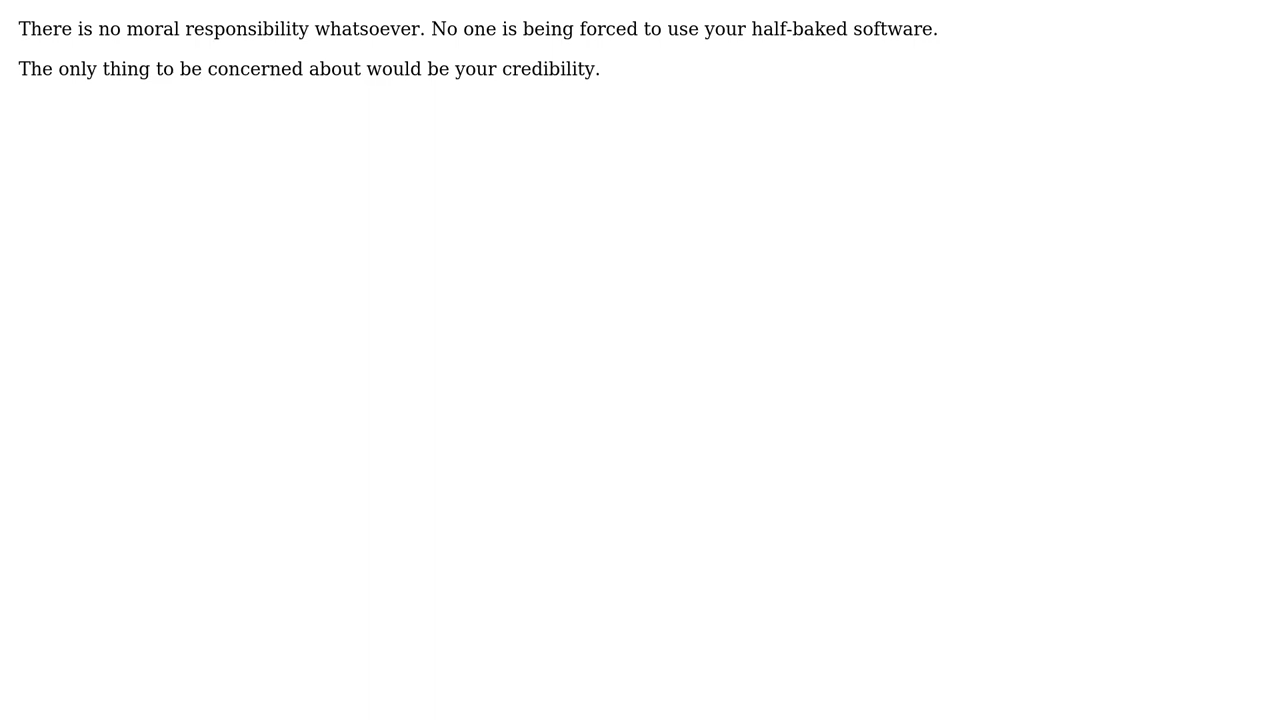 There is no moral responsibility whatsoever. No one is being forced to use your half-baked software.
The only thing to be concerned about would be your credibility.